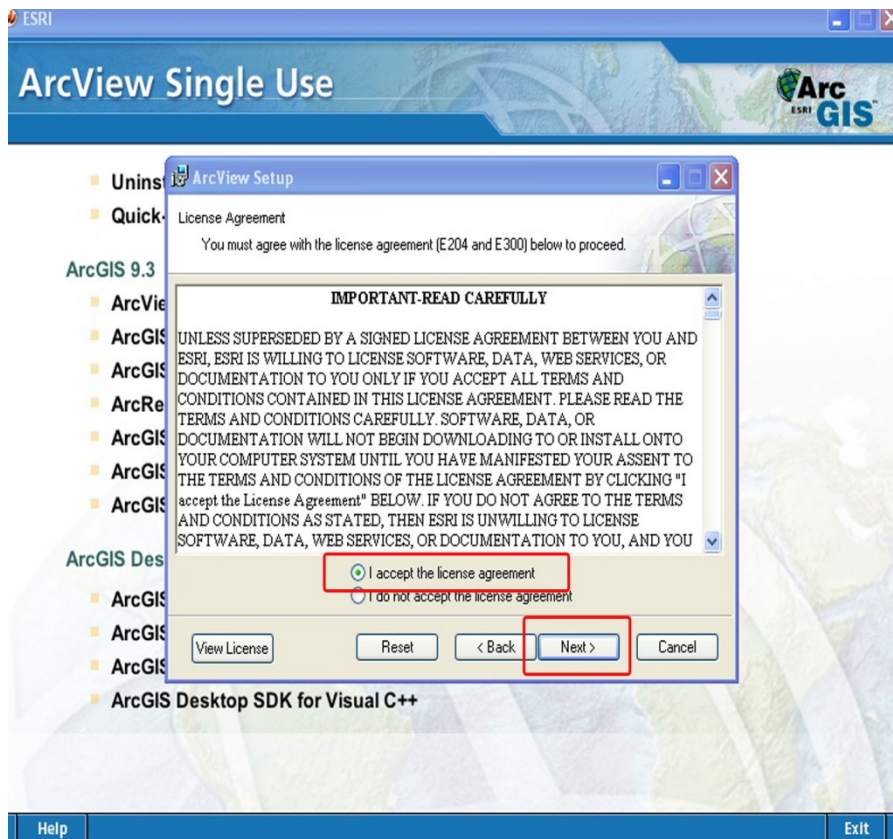 ESRI
ArcView Single Use
Arc
ESRI GIS
Uninst
Quick-
ArcGIS 9.3
ArcVie
ArcGIS
ArcGIS
ArcRe
ArcGIS
ArcGIS
ArcGIS
ArcGIS Des
ArcGIS
ArcGIS
ArcGIS
ArcGIS Desktop SDK for Visual C++
ArcView Setup
License Agreement
You must agree with the license agreement (E204 and E300) below to proceed.
IMPORTANT-READ CAREFULLY
UNLESS SUPERSEDED BY A SIGNED LICENSE AGREEMENT BETWEEN YOU AND
ESRI, ESRI IS WILLING TO LICENSE SOFTWARE, DATA, WEB SERVICES, OR
DOCUMENTATION TO YOU ONLY IF YOU ACCEPT ALL TERMS AND
CONDITIONS CONTAINED IN THIS LICENSE AGREEMENT. PLEASE READ THE
TERMS AND CONDITIONS CAREFULLY. SOFTWARE, DATA, OR
DOCUMENTATION WILL NOT BEGIN DOWNLOADING TO OR INSTALL ONTO
YOUR COMPUTER SYSTEM UNTIL YOU HAVE MANIFESTED YOUR ASSENT TO
THE TERMS AND CONDITIONS OF THE LICENSE AGREEMENT BY CLICKING "I
accept the License Agreement" BELOW. IF YOU DO NOT AGREE TO THE TERMS
AND CONDITIONS AS STATED, THEN ESRI IS UNWILLING TO LICENSE
SOFTWARE, DATA, WEB SERVICES, OR DOCUMENTATION TO YOU, AND YOU
I accept the license agreement
I do not accept the license agreement
View License
Reset
< Back
Next >
Cancel
Help
Exit